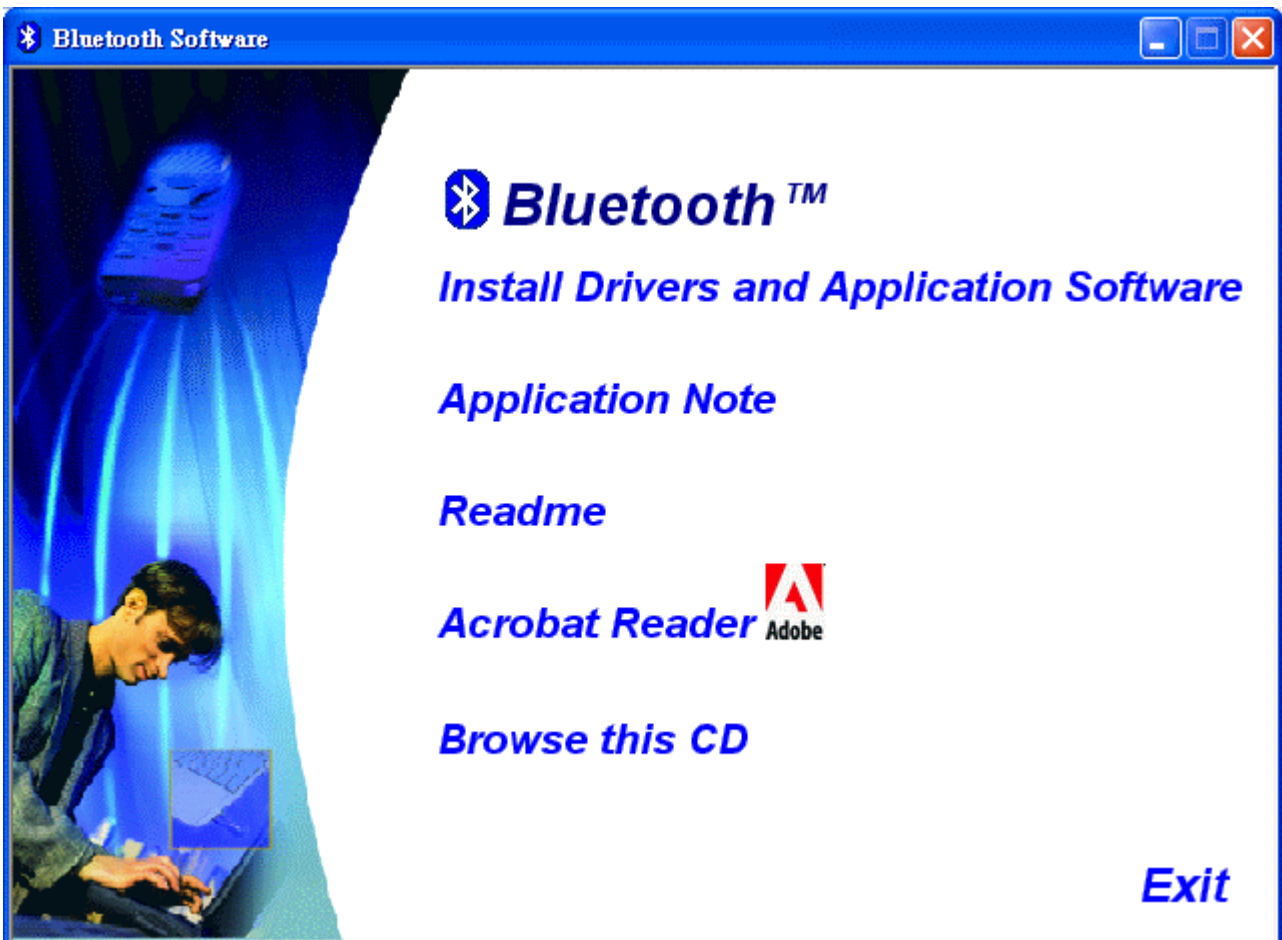 Bluetooth Software
Bluetooth™
Install Drivers and Application Software
Application Note
Readme
Acrobat Reader
Adobe
Browse this CD
Exit